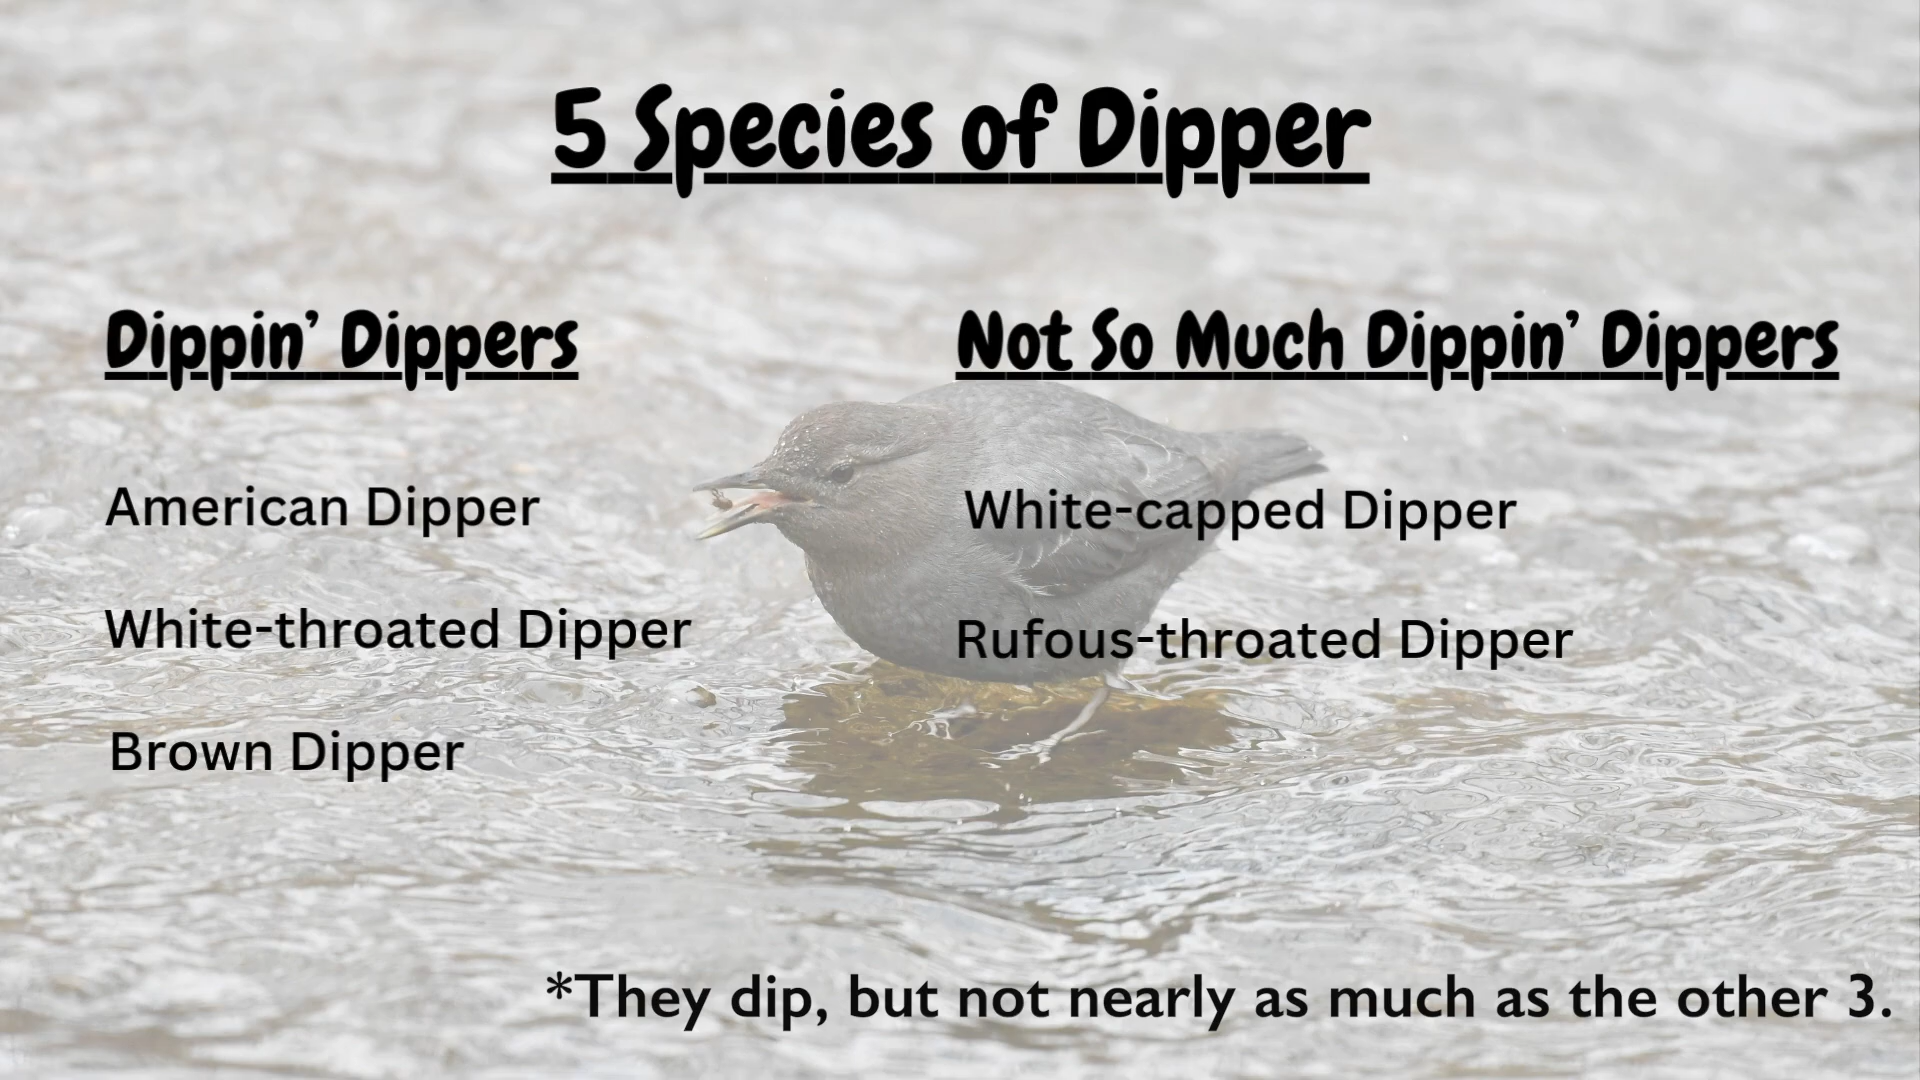 5 Species of Dipper
Dippin’ Dippers
American Dipper
White-throated Dipper
Brown Dipper
Not So Much Dippin’ Dippers
White-capped Dipper
Rufous-throated Dipper
*They dip, but not nearly as much as the other 3.